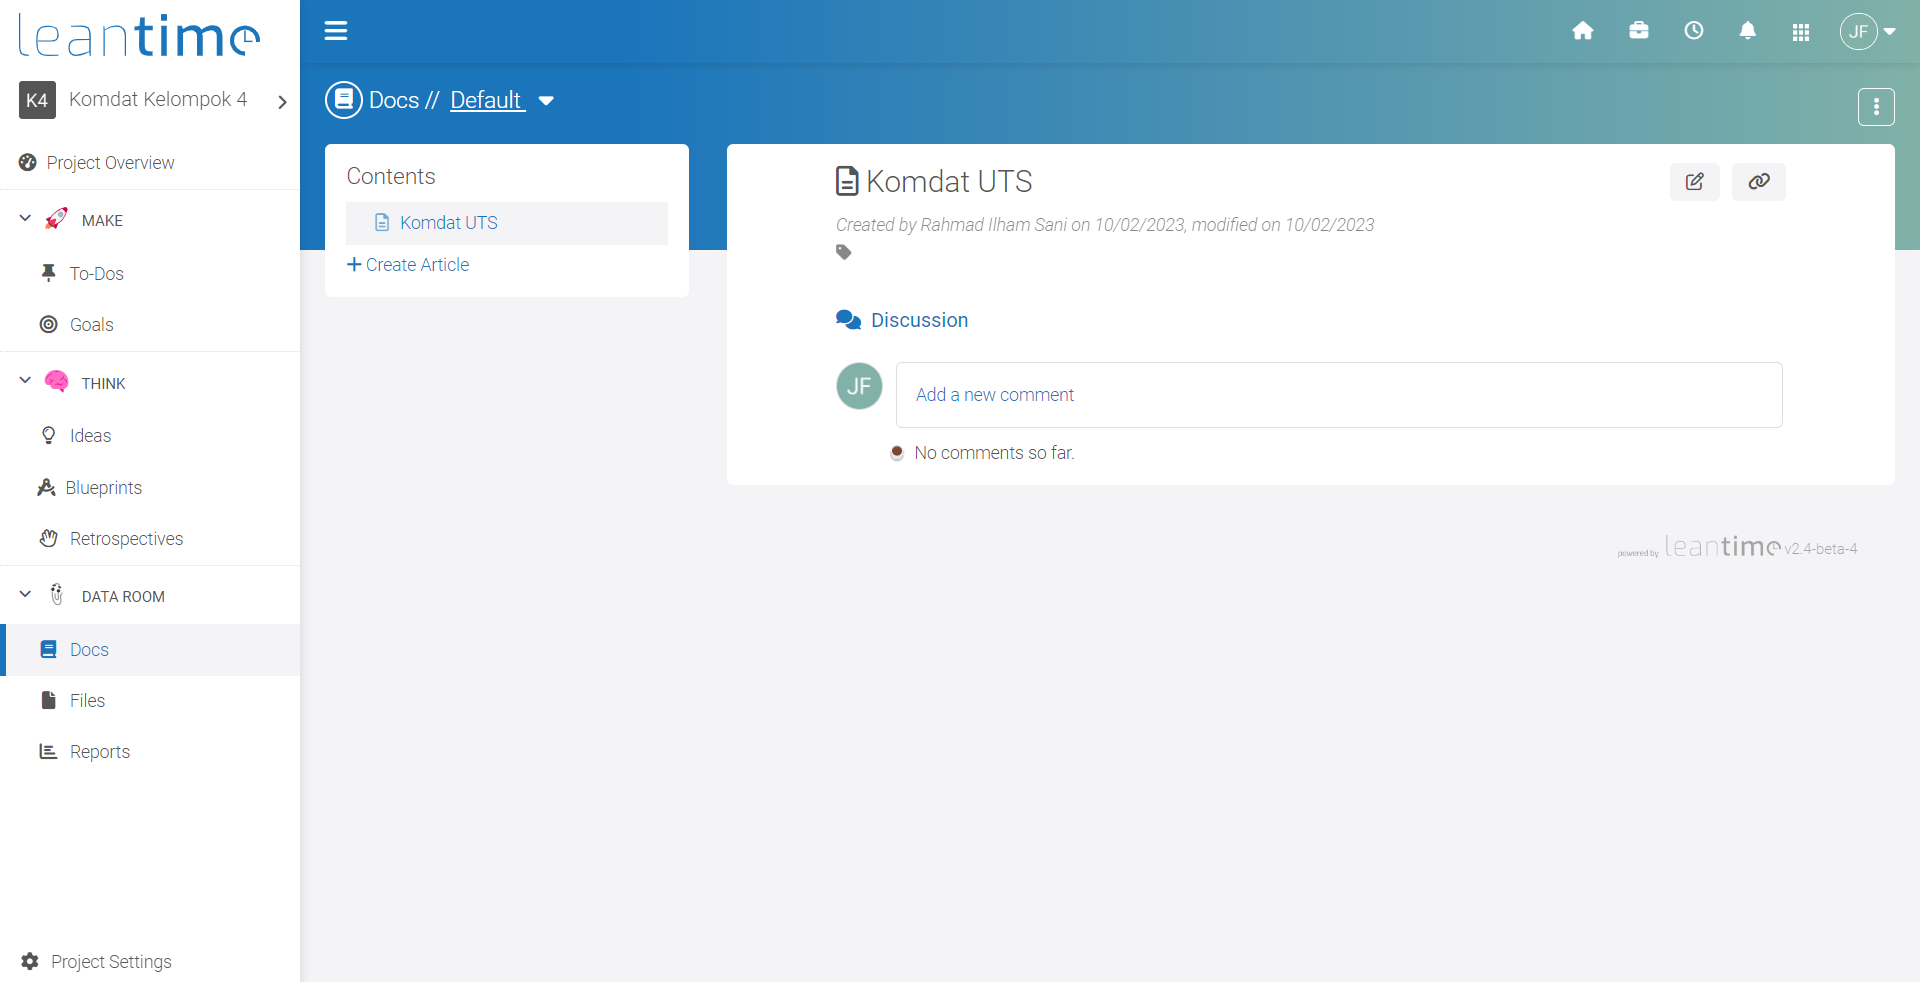 leantime
K4 Komdat Kelompok 4
Project Overview
MAKE
To-Dos
Goals
THINK
Ideas
Blueprints
Retrospectives
DATA ROOM
Docs
Files
Reports
Project Settings
JF
Docs // Default
Contents
Komdat UTS
Create Article
Komdat UTS
Created by Rahmad Ilham Sani on 10/02/2023, modified on 10/02/2023
Discussion
JF
Add a new comment
No comments so far.
powered by leantime v2.4-beta-4